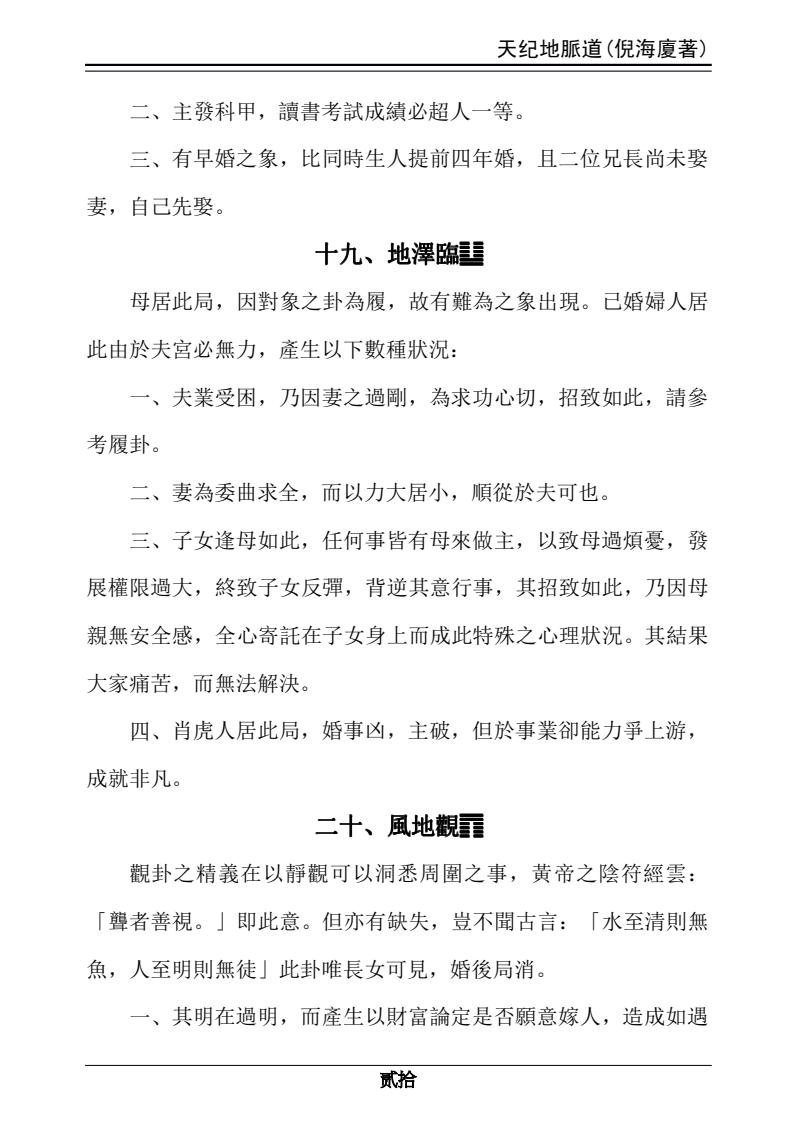 天纪地脈道(倪海廈著)
二、主發科甲，讀書考試成績必超人一等。
三、有早婚之象，比同時生人提前四年婚，且二位兄長尚未娶
妻，自己先娶。
十九、地澤臨䷒
母居此局，因對象之卦為履，故有難為之象出現。已婚婦人居
此由於夫宮必無力，產生以下數種狀況：
一、夫業受困，乃因妻之過剛，為求功心切，招致如此，請參
考履卦。
二、妻為委曲求全，而以力大居小，順從於夫可也。
三、子女逢母如此，任何事皆有母來做主，以致母過煩憂，發
展權限過大，終致子女反彈，背逆其意行事，其招致如此，乃因母
親無安全感，全心寄託在子女身上而成此特殊之心理狀況。其結果
大家痛苦，而無法解決。
四、肖虎人居此局，婚事凶，主破，但於事業卻能力爭上游，
成就非凡。
二十、風地觀䷓
觀卦之精義在以靜觀可以洞悉周圍之事，黃帝之陰符經雲：
「聾者善視。」即此意。但亦有缺失，豈不聞古言：「水至清則無
魚，人至明則無徒」此卦唯長女可見，婚後局消。
一、其明在過明，而產生以財富論定是否願意嫁人，造成如遇
貳拾